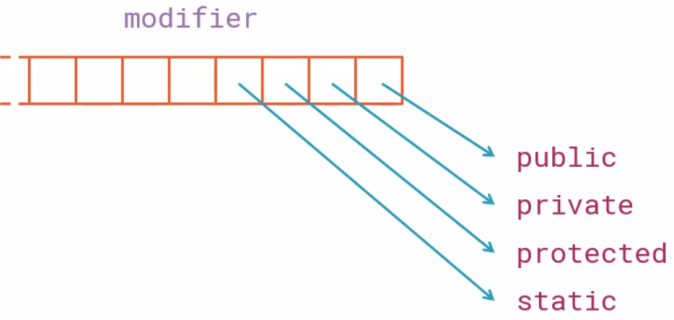 modifier
public
private
protected
static